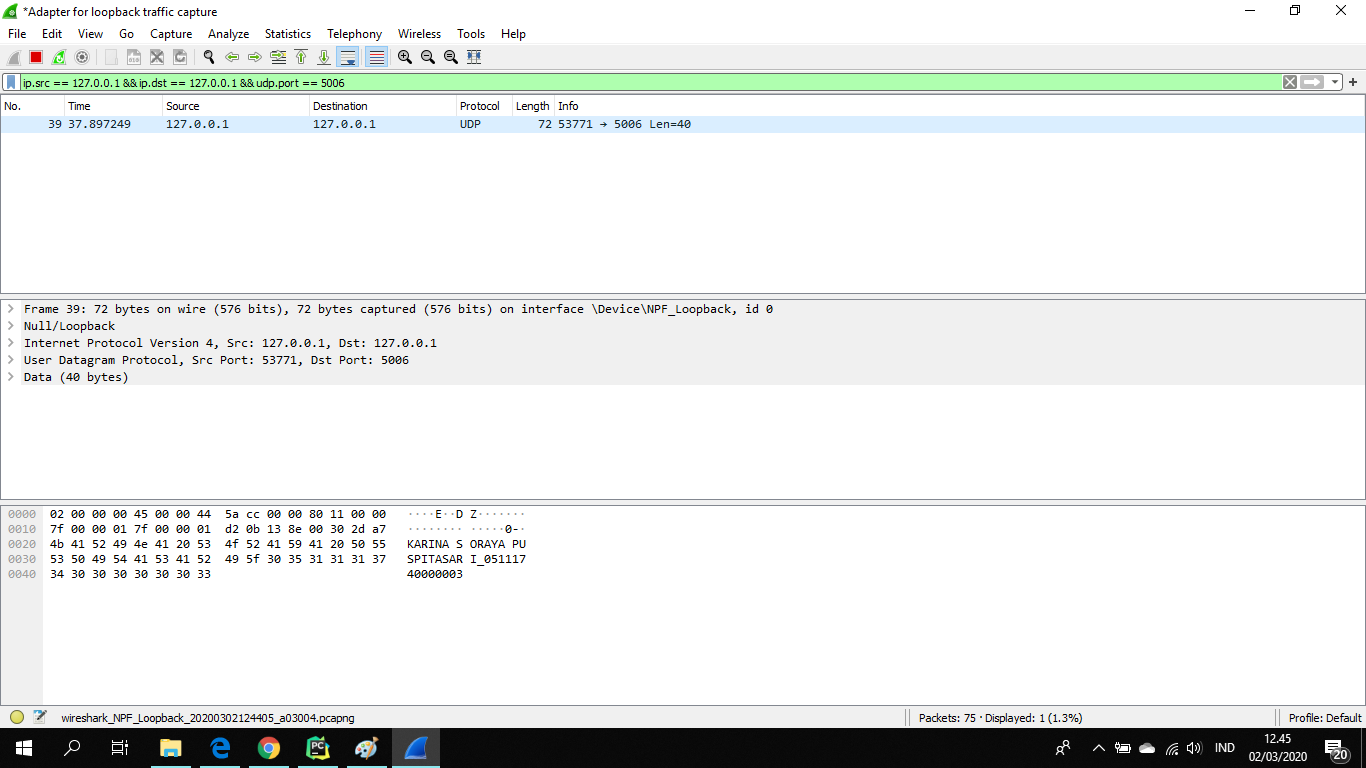 *Adapter for loopback traffic capture
File Edit View Go Capture Analyze Statistics Telephony Wireless Tools Help
ip.src == 127.0.0.1 && ip.dst == 127.0.0.1 && udp.port == 5006
No. Time Source Destination Protocol Length Info
39 37.897249 127.0.0.1 127.0.0.1 UDP 72 53771 → 5006 Len=40
Frame 39: 72 bytes on wire (576 bits), 72 bytes captured (576 bits) on interface \Device\NPF_Loopback, id 0
Null/Loopback
Internet Protocol Version 4, Src: 127.0.0.1, Dst: 127.0.0.1
User Datagram Protocol, Src Port: 53771, Dst Port: 5006
Data (40 bytes)
0000 02 00 00 00 45 00 00 44 5a cc 00 00 80 11 00 00 ····E··D Z·······
0010 7f 00 00 01 7f 00 00 01 d2 0b 13 8e 00 30 2d a7 ········ ·····0-·
0020 4b 41 52 49 4e 41 20 53 4f 52 41 59 41 20 50 55 KARINA S ORAYA PU
0030 53 50 49 54 41 53 41 52 49 5f 30 35 31 31 31 37 SPITASAR I_051117
0040 34 30 30 30 30 30 30 33 40000003
wireshark_NPF_Loopback_20200302124405_a03004.pcapng
Packets: 75 · Displayed: 1 (1.3%)
Profile: Default
PC
IND
12.45
02/03/2020
20